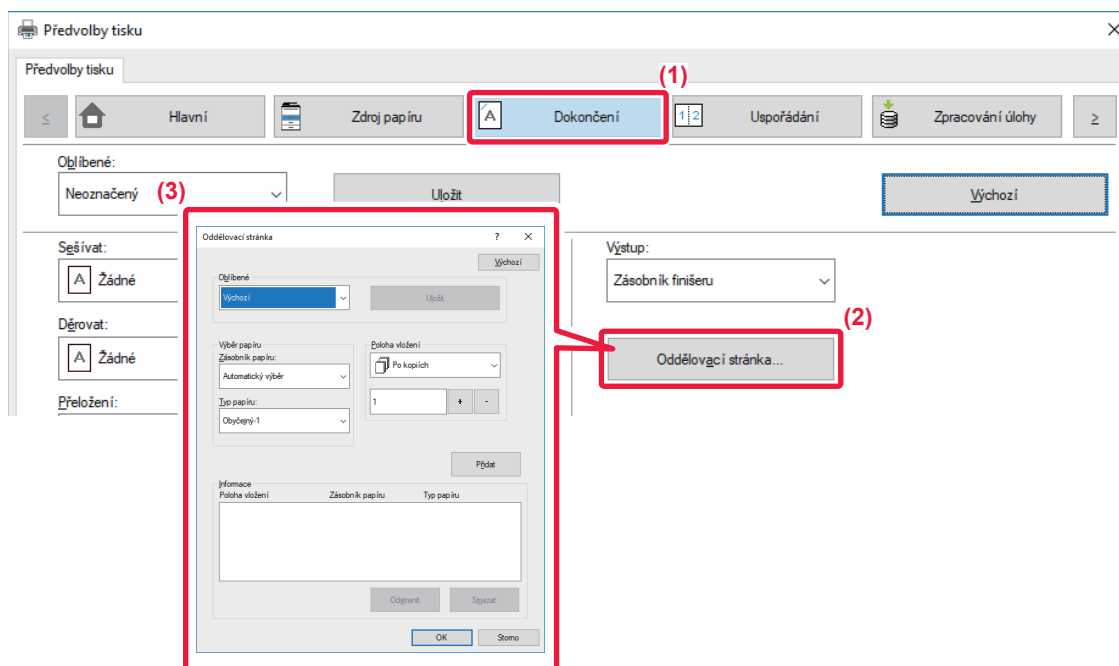 Předvolby tisku
Předvolby tisku
(1)
≤ Hlavní Zdroj papíru A Dokončení 1 2 Uspořádání Zpracování úlohy ≥
Oblíbené:
Neoznačený (3) Uložit Výchozí
Sešívat:
A Žádné
Děrovat:
A Žádné
Přeložení:
Oddělovací stránka ?
Výchozí
Oblíbené
Výchozí Uložit
Výběr papíru
Zásobník papíru:
Automatický výběr
Typ papíru:
Obyčejný-1
Poloha vložení
Po kopiích
1 + -
Přidat
Informace
Poloha vložení Zásobník papíru Typ papíru
Odstranit Smazat
OK Storno
Výstup:
Zásobník finišeru
(2)
Oddělovací stránka...